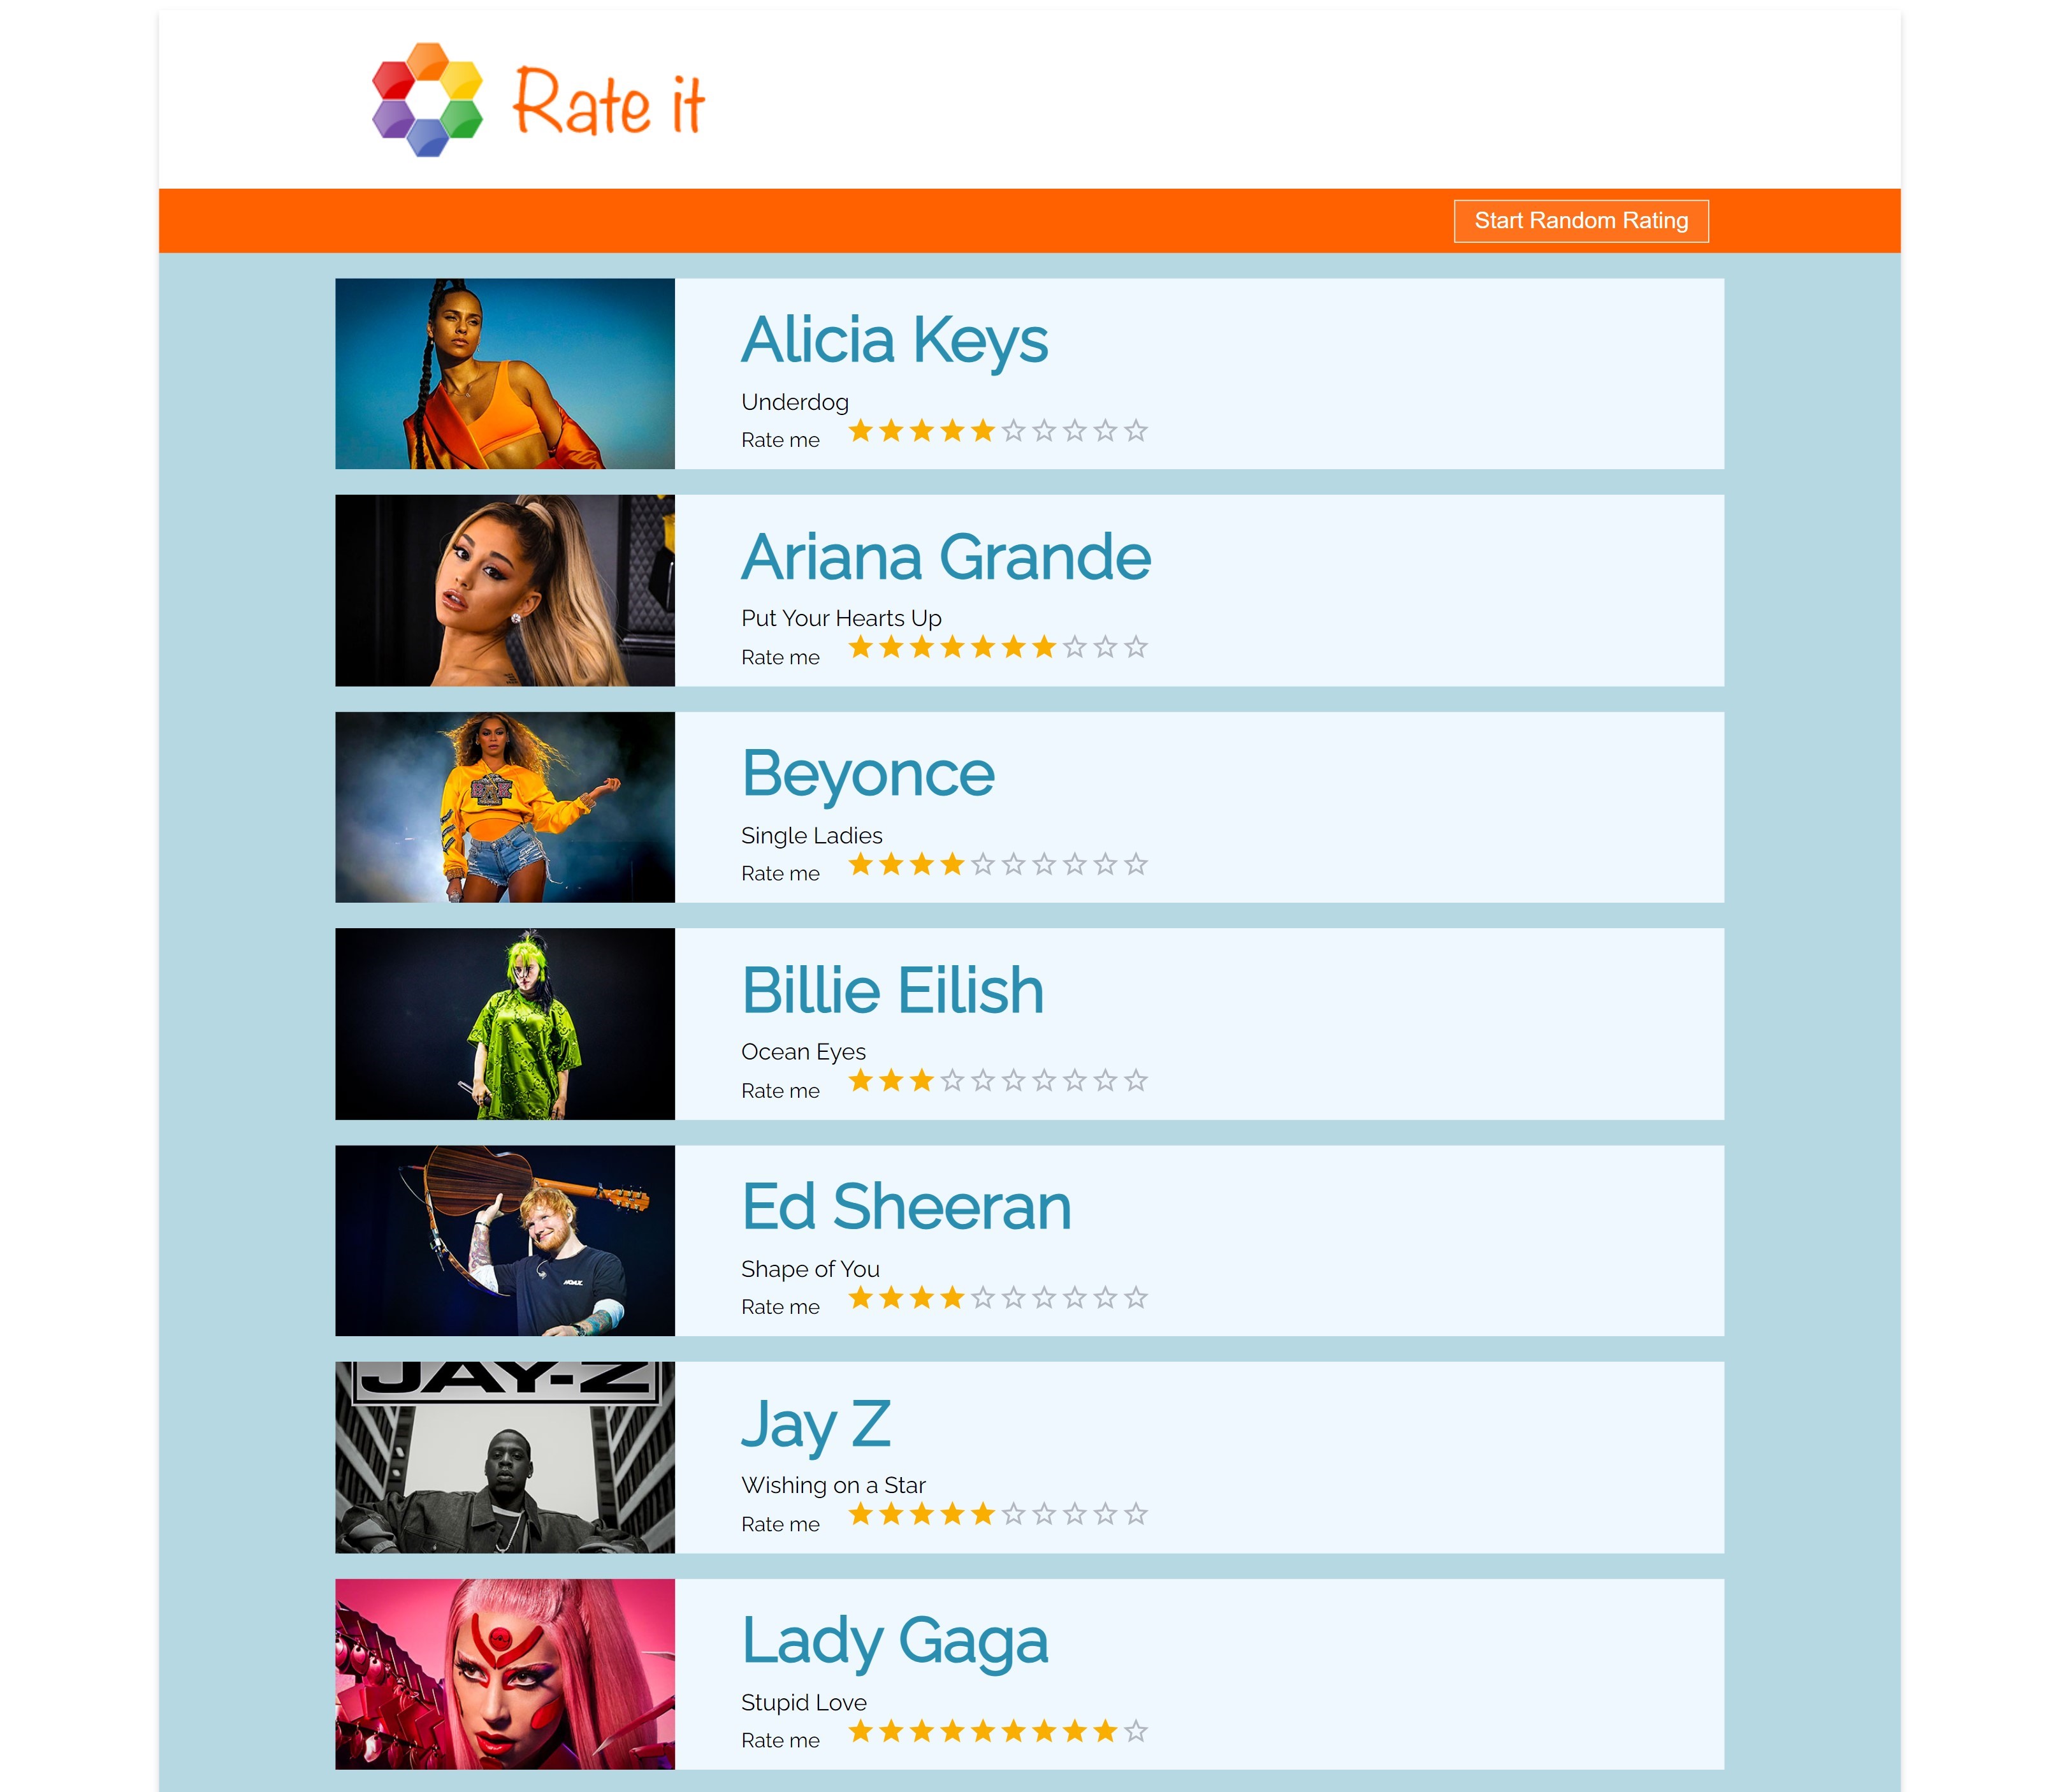 Rate it
Start Random Rating
Alicia Keys
Underdog
Rate me
Ariana Grande
Put Your Hearts Up
Rate me
Beyonce
Single Ladies
Rate me
Billie Eilish
Ocean Eyes
Rate me
Ed Sheeran
Shape of You
Rate me
JAY-Z
Jay Z
Wishing on a Star
Rate me
Lady Gaga
Stupid Love
Rate me